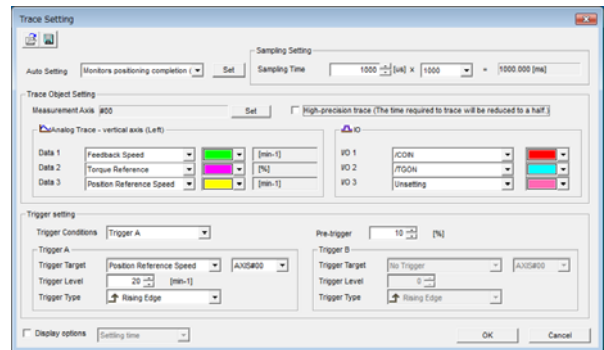 Trace Setting
Sampling Setting
Auto Setting Monitors positioning completion ( Set Sampling Time 1000 [us] x 1000 = 1000.000 [ms]
Trace Object Setting
Measurement Axis #00 Set High-precision trace (The time required to trace will be reduced to a half.)
Analog Trace - vertical axis (Left) IO
Data 1 Feedback Speed [min-1] I/O 1 /COIN
Data 2 Torque Reference [%] I/O 2 /TGON
Data 3 Position Reference Speed [min-1] I/O 3 Unsetting
Trigger setting
Trigger Conditions Trigger A Pre-trigger 10 [%]
Trigger A Trigger B
Trigger Target Position Reference Speed AXIS#00 Trigger Target No Trigger AXIS#00
Trigger Level 20 [min-1] Trigger Level 0
Trigger Type Rising Edge Trigger Type Rising Edge
Display options Settling time OK Cancel